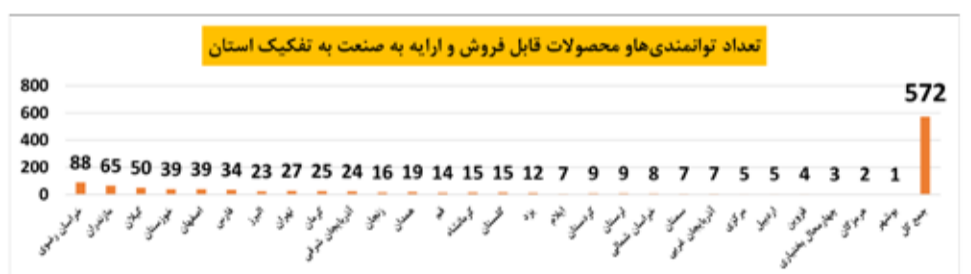 تعداد توانمندی‌هاو محصولات قابل فروش و ارایه به صنعت به تفکیک استان
800
600
400
200
0
572
88 65 50 39 39 34 23 27 25 24 16 19 14 15 15 12 7 9 9 8 7 7 5 5 4 3 2 1
خراسان رضوی
مازندران
گیلان
خوزستان
اصفهان
فارس
البرز
تهران
کرمان
آذربایجان شرقی
زنجان
همدان
قم
کرمانشاه
گلستان
یزد
ایلام
کردستان
لرستان
خراسان شمالی
سمنان
آذربایجان غربی
مرکزی
اردبیل
قزوین
چهارمحال بختیاری
هرمزگان
بوشهر
جمع کل